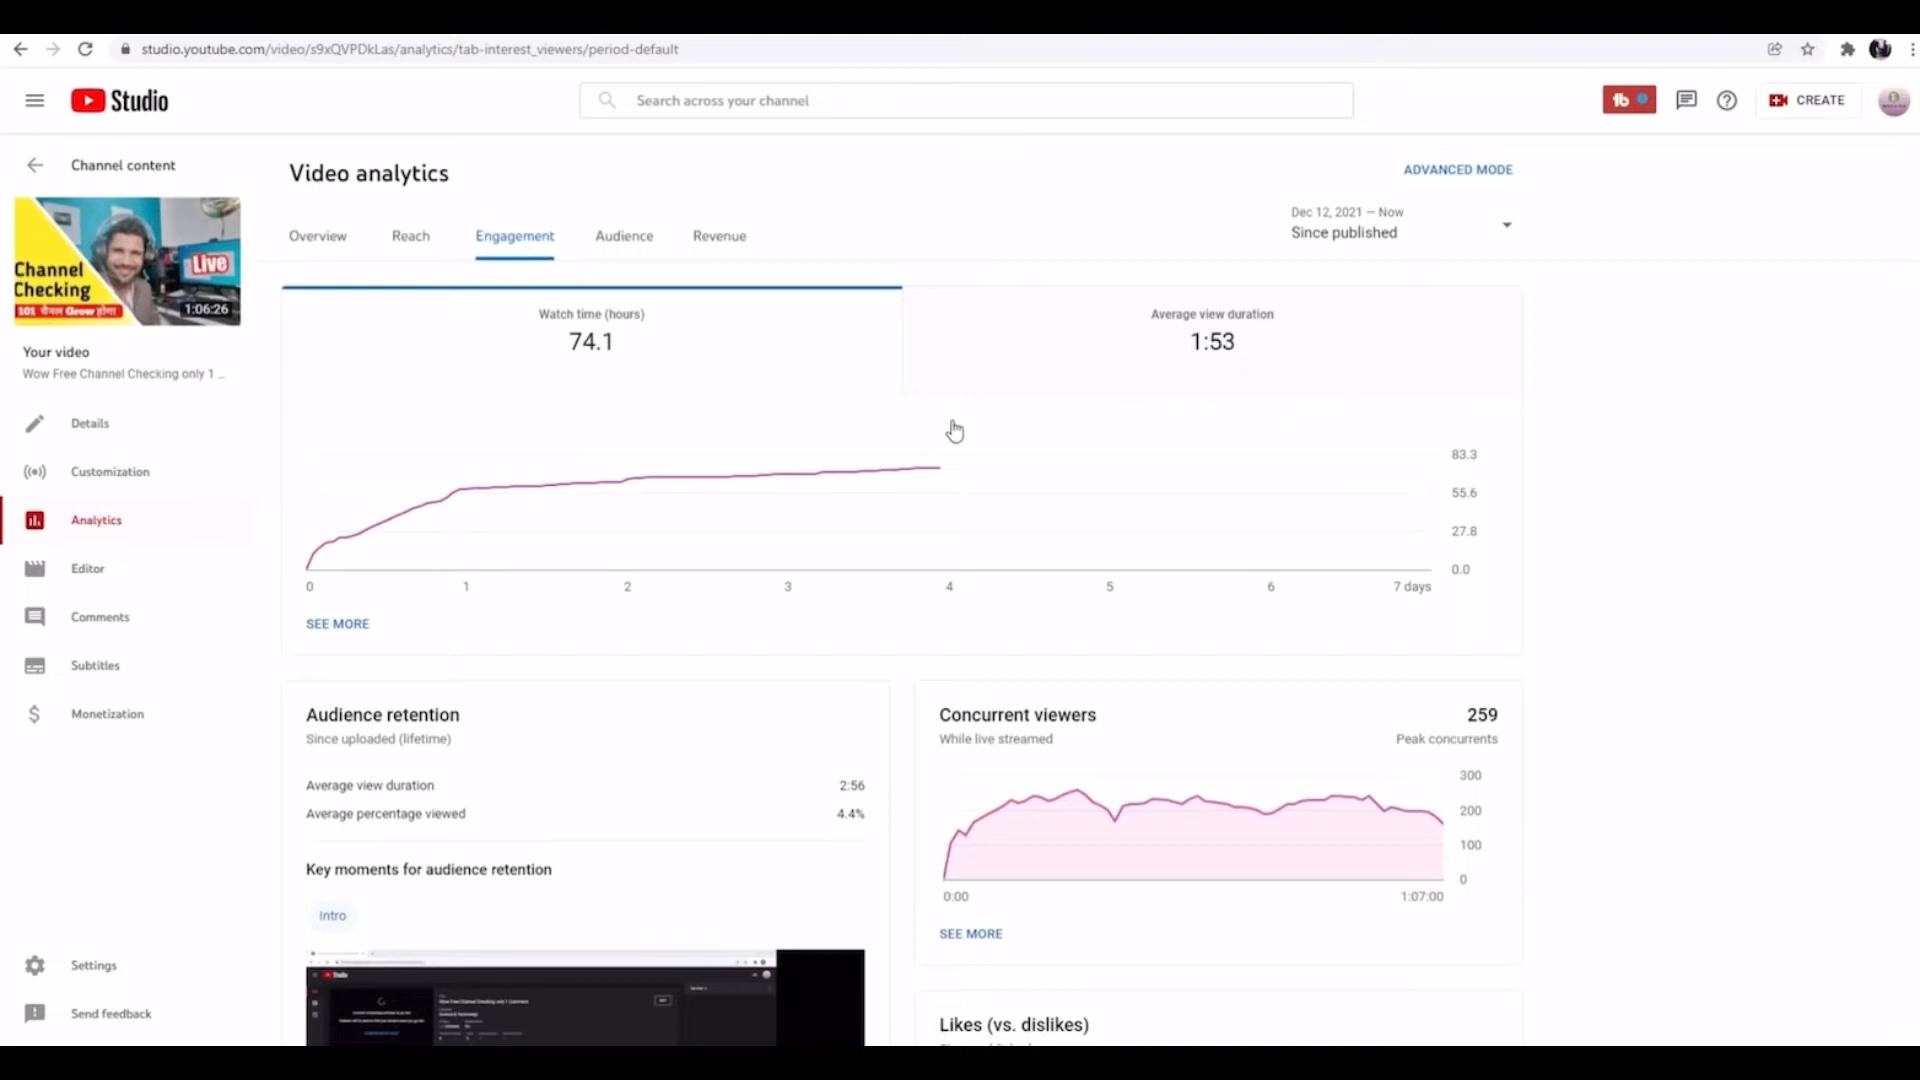 studio.youtube.com/video/s9xQVPDkLas/analytics/tab-interest_viewers/period-default
Studio
Search across your channel
CREATE
Channel content
Channel
Checking
Live
101 चैनल Grow होगा
1:06:26
Your video
Wow Free Channel Checking only 1 ...
Details
Customization
Analytics
Editor
Comments
Subtitles
Monetization
Settings
Send feedback
Video analytics
ADVANCED MODE
Overview
Reach
Engagement
Audience
Revenue
Dec 12, 2021 – Now
Since published
Watch time (hours)
74.1
Average view duration
1:53
83.3
55.6
27.8
0.0
0 1 2 3 4 5 6 7 days
SEE MORE
Audience retention
Since uploaded (lifetime)
Average view duration 2:56
Average percentage viewed 4.4%
Key moments for audience retention
Intro
Studio
Concurrent viewers 259
While live streamed Peak concurrents
300
200
100
0
0:00 1:07:00
SEE MORE
Likes (vs. dislikes)